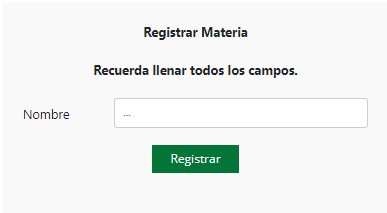 Registrar Materia
Recuerda llenar todos los campos.
Nombre
...
Registrar